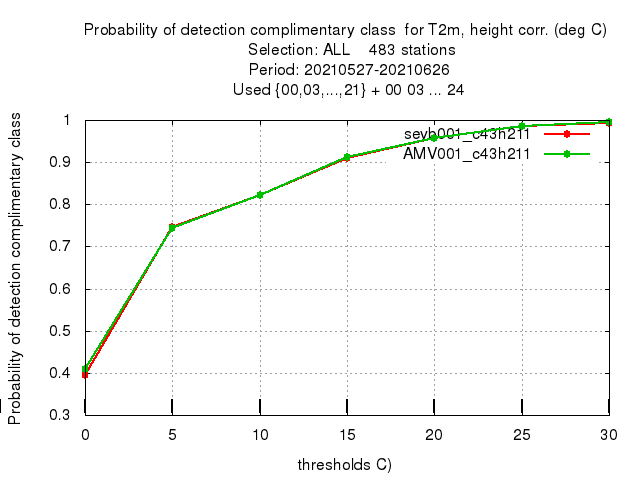 Probability of detection complimentary class  for T2m, height corr. (deg C)
Selection: ALL    483 stations
Period: 20210527-20210626
Used {00,03,...,21} + 00 03 ... 24
Probability of detection complimentary class
1
0.9
0.8
0.7
0.6
0.5
0.4
0.3
sevb001_c43h211
AMV001_c43h211
0 5 10 15 20 25 30
thresholds C)